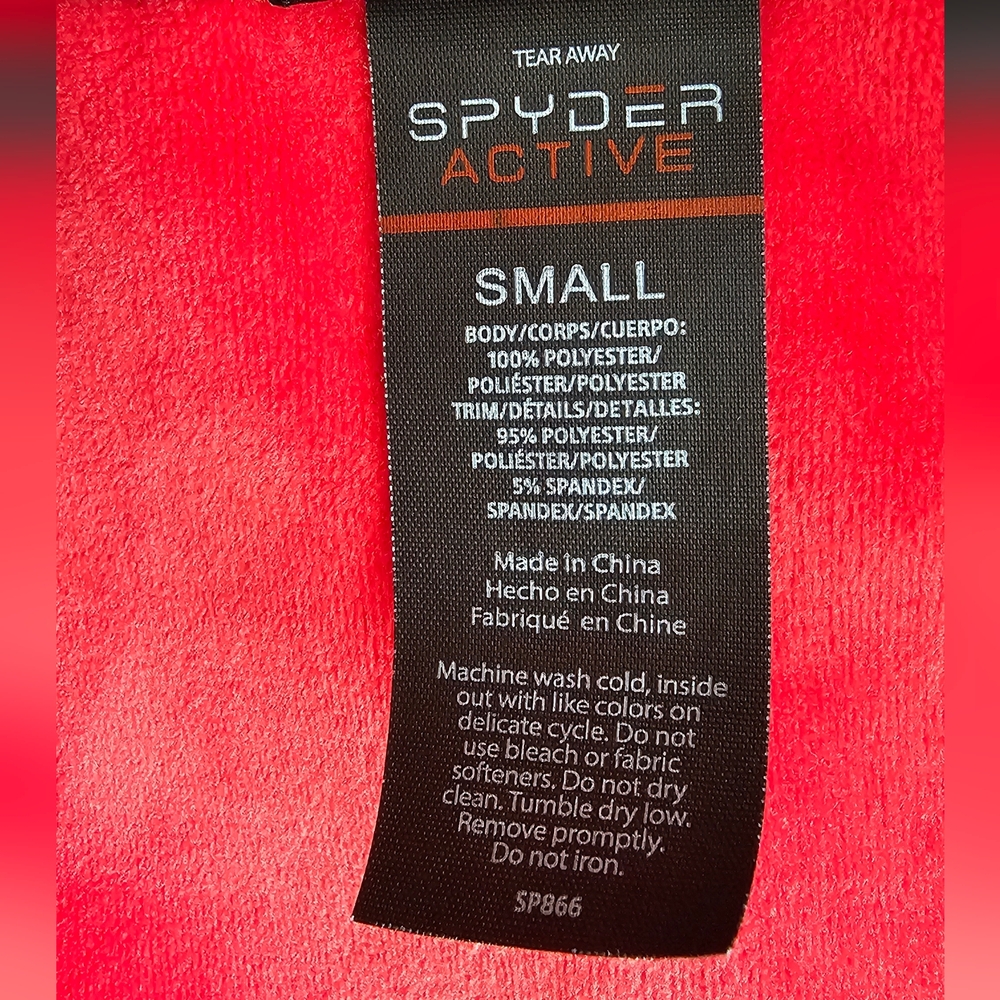 TEAR AWAY
SPYDER
ACTIVE
SMALL
BODY/CORPS/CUERPO:
100% POLYESTER/
POLIÉSTER/POLYESTER
TRIM/DÉTAILS/DETALLES:
95% POLYESTER/
POLIÉSTER/POLYESTER
5% SPANDEX/
SPANDEX/SPANDEX
Made in China
Hecho en China
Fabriqué en Chine
Machine wash cold, inside
out with like colors on
delicate cycle. Do not
use bleach or fabric
softeners. Do not dry
clean. Tumble dry low.
Remove promptly.
Do not iron.
SP866